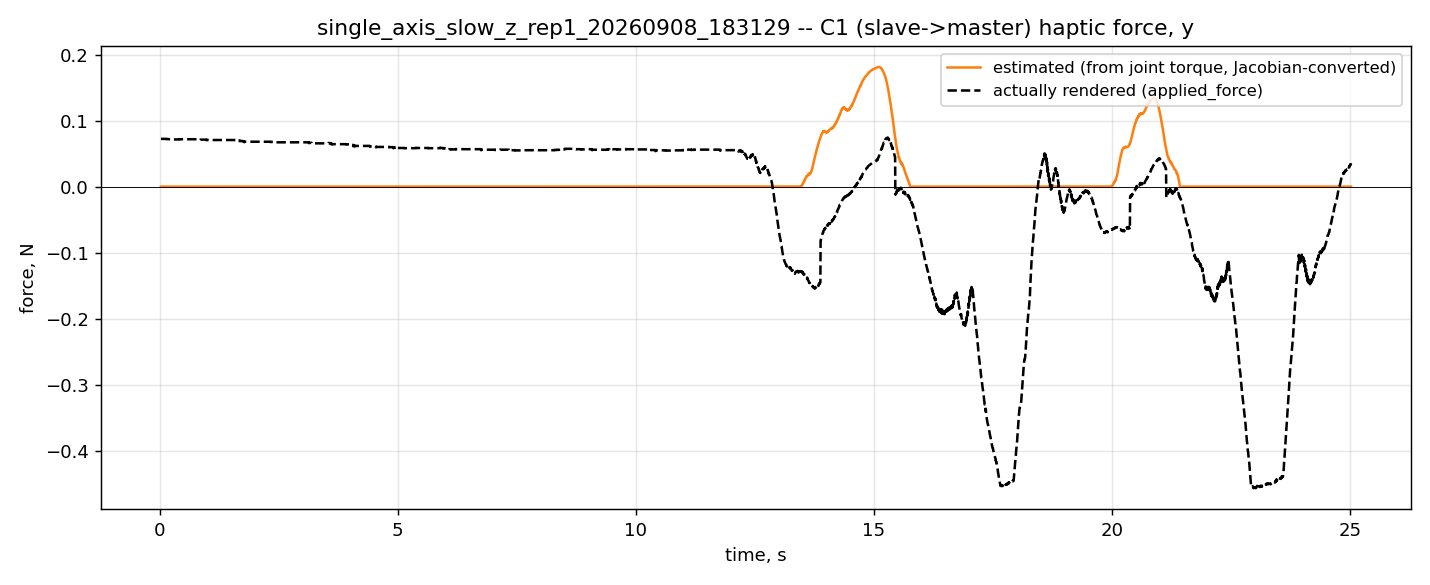 single_axis_slow_z_rep1_20260908_183129 -- C1 (slave->master) haptic force, y
estimated (from joint torque, Jacobian-converted)
actually rendered (applied_force)
force, N
0.2
0.1
0.0
−0.1
−0.2
−0.3
−0.4
0
5
10
15
20
25
time, s